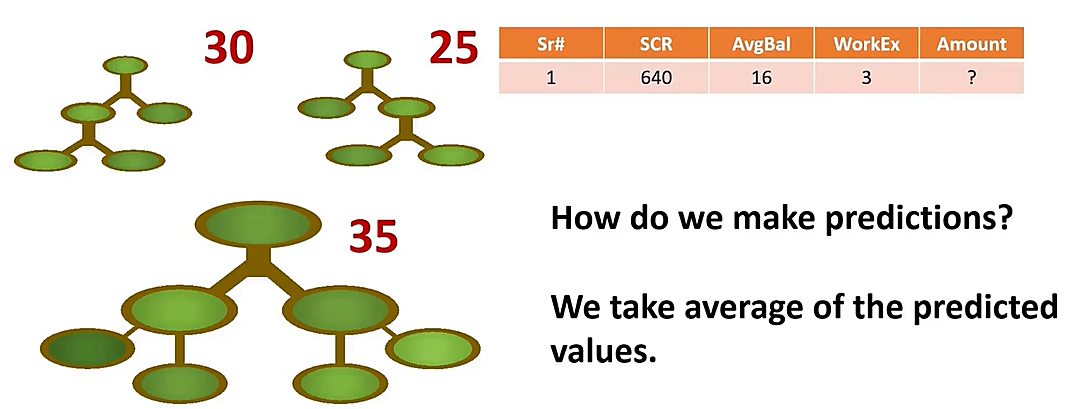 30
25
Sr# SCR AvgBal WorkEx Amount
1 640 16 3 ?
35
How do we make predictions?
We take average of the predicted
values.